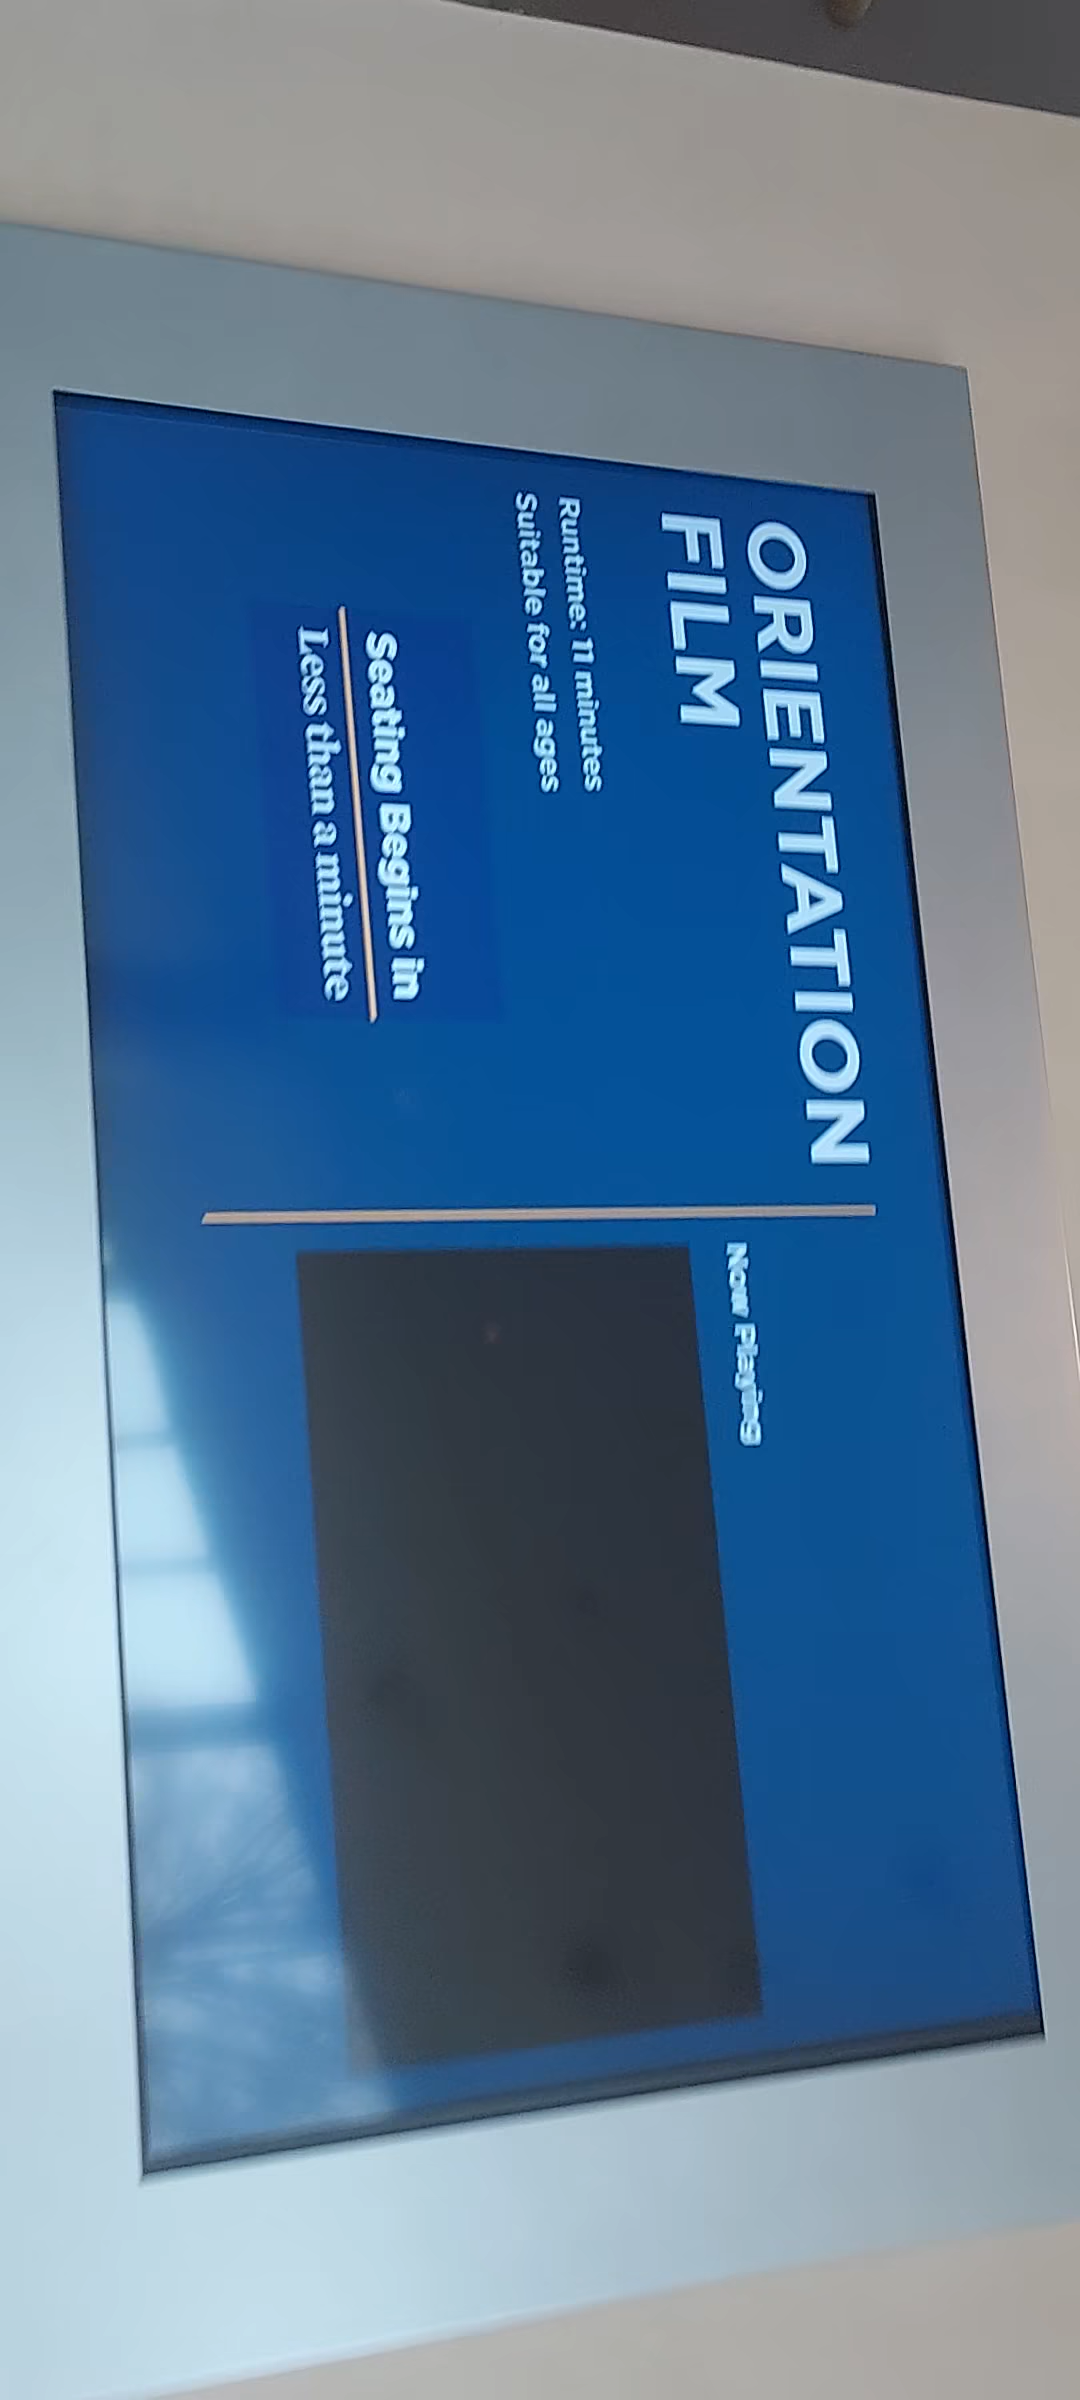 ORIENTATION
FILM
Runtime: 11 minutes
Suitable for all ages
Seating Begins in
Less than a minute
Now Playing